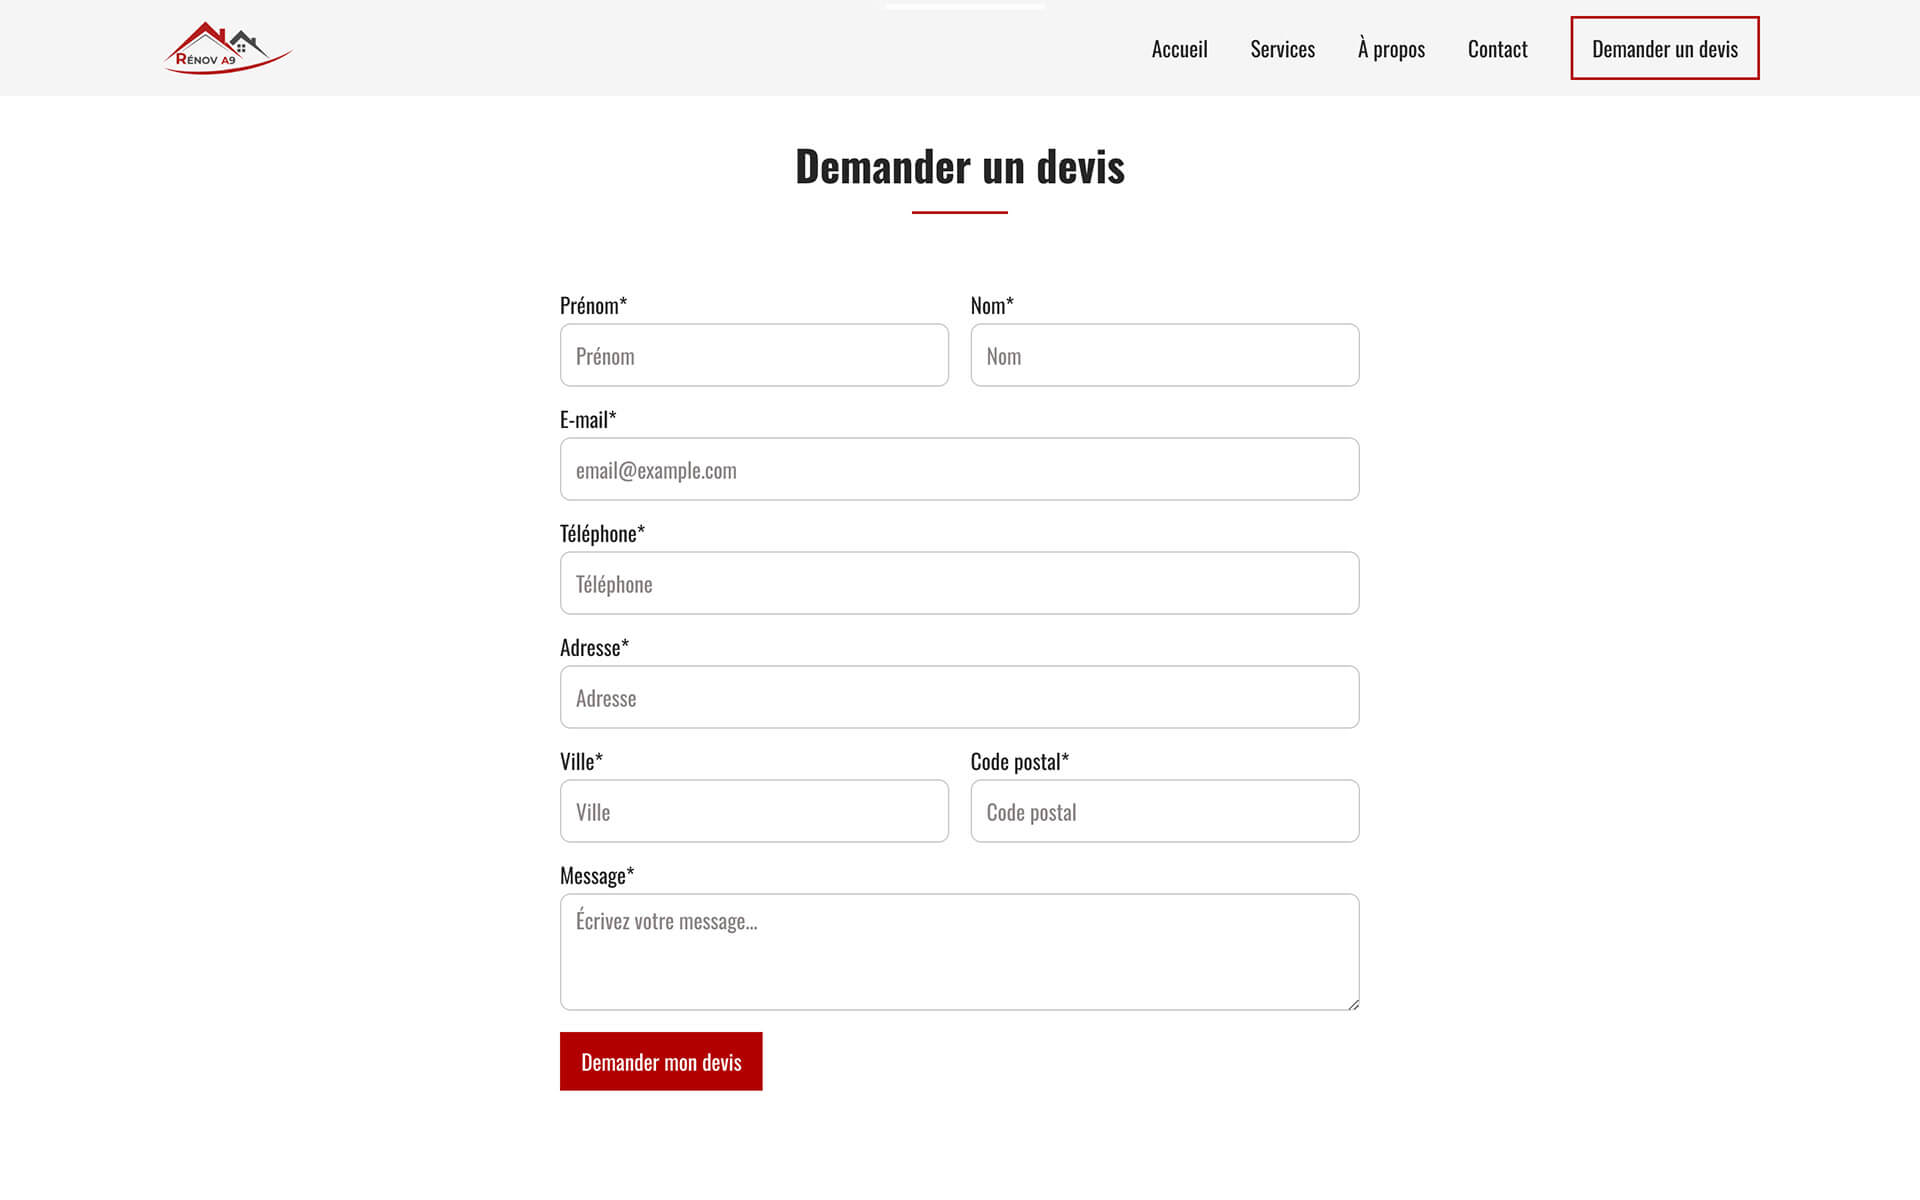 RÉNOV A9
Accueil Services À propos Contact Demander un devis
Demander un devis
Prénom* Nom*
Prénom Nom
E-mail*
email@example.com
Téléphone*
Téléphone
Adresse*
Adresse
Ville* Code postal*
Ville Code postal
Message*
Écrivez votre message...
Demander mon devis